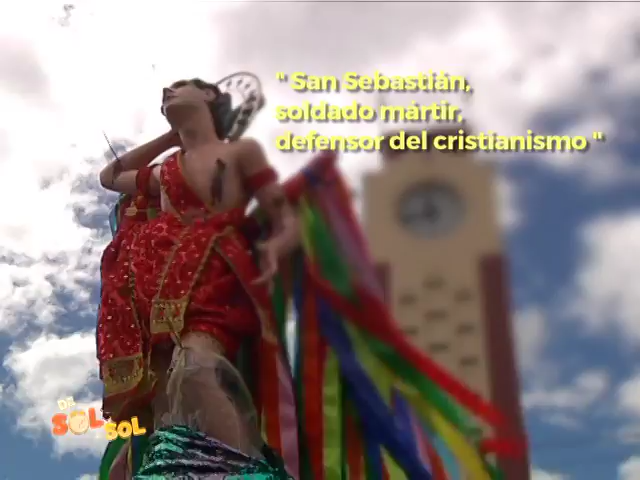 " San Sebastián,
soldado mártir,
defensor del cristianismo "
DE
SOL
A
SOL